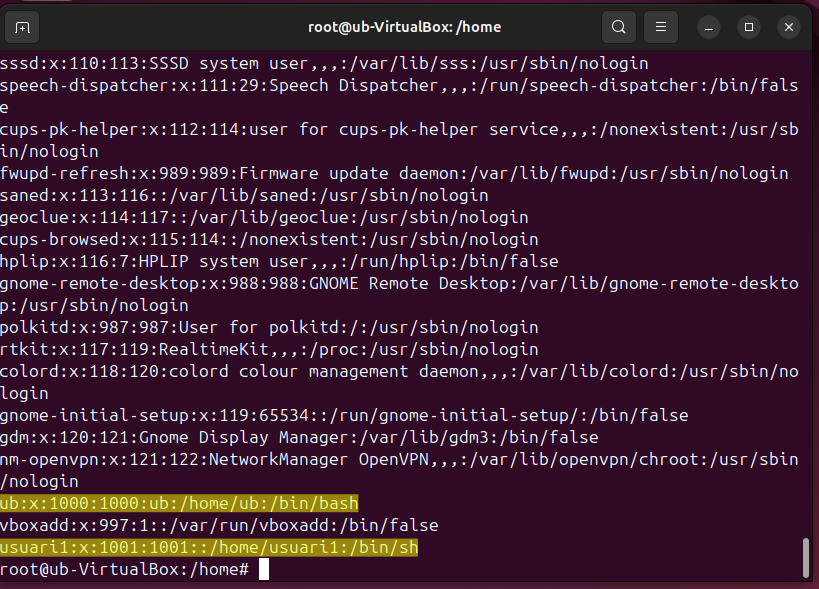 root@ub-VirtualBox: /home
sssd:x:110:113:SSSD system user,,,:/var/lib/sss:/usr/sbin/nologin
speech-dispatcher:x:111:29:Speech Dispatcher,,,:/run/speech-dispatcher:/bin/fals
e
cups-pk-helper:x:112:114:user for cups-pk-helper service,,,:/nonexistent:/usr/sb
in/nologin
fwupd-refresh:x:989:989:Firmware update daemon:/var/lib/fwupd:/usr/sbin/nologin
saned:x:113:116::/var/lib/saned:/usr/sbin/nologin
geoclue:x:114:117::/var/lib/geoclue:/usr/sbin/nologin
cups-browsed:x:115:114::/nonexistent:/usr/sbin/nologin
hplip:x:116:7:HPLIP system user,,,:/run/hplip:/bin/false
gnome-remote-desktop:x:988:988:GNOME Remote Desktop:/var/lib/gnome-remote-deskto
p:/usr/sbin/nologin
polkitd:x:987:987:User for polkitd:/:/usr/sbin/nologin
rtkit:x:117:119:RealtimeKit,,,:/proc:/usr/sbin/nologin
colord:x:118:120:colord colour management daemon,,,:/var/lib/colord:/usr/sbin/no
login
gnome-initial-setup:x:119:65534::/run/gnome-initial-setup/:/bin/false
gdm:x:120:121:Gnome Display Manager:/var/lib/gdm3:/bin/false
nm-openvpn:x:121:122:NetworkManager OpenVPN,,,:/var/lib/openvpn/chroot:/usr/sbin
/nologin
ub:x:1000:1000:ub:/home/ub:/bin/bash
vboxadd:x:997:1::/var/run/vboxadd:/bin/false
usuari1:x:1001:1001::/home/usuari1:/bin/sh
root@ub-VirtualBox:/home#